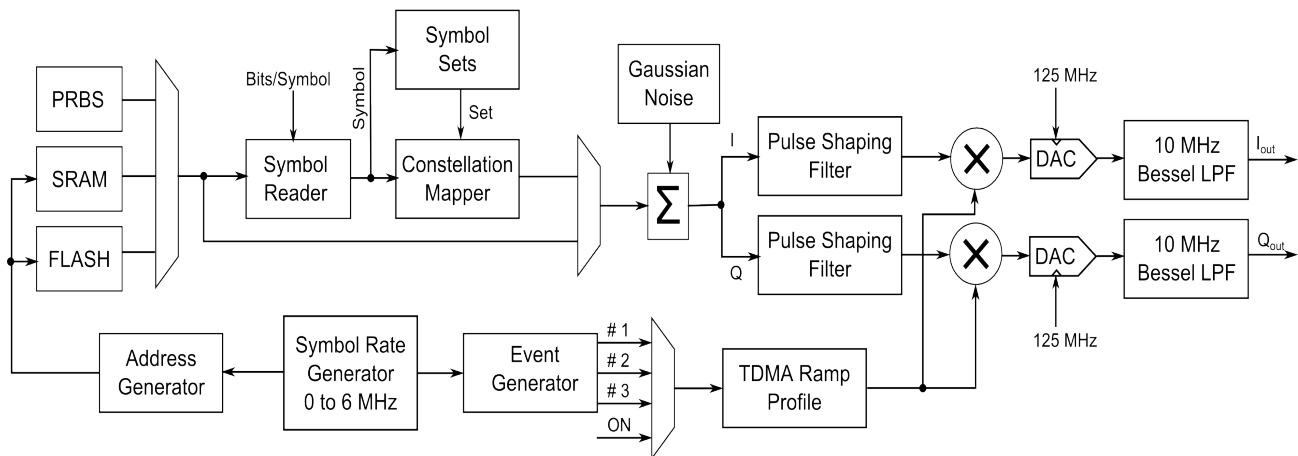 PRBS
SRAM
FLASH
Bits/Symbol
Symbol
Reader
Symbol
Symbol
Sets
Set
Constellation
Mapper
Gaussian
Noise
Σ
I
Q
Pulse Shaping
Filter
Pulse Shaping
Filter
X
X
125 MHz
DAC
DAC
125 MHz
10 MHz
Bessel LPF
10 MHz
Bessel LPF
Iout
Qout
Address
Generator
Symbol Rate
Generator
0 to 6 MHz
Event
Generator
# 1
# 2
# 3
ON
TDMA Ramp
Profile